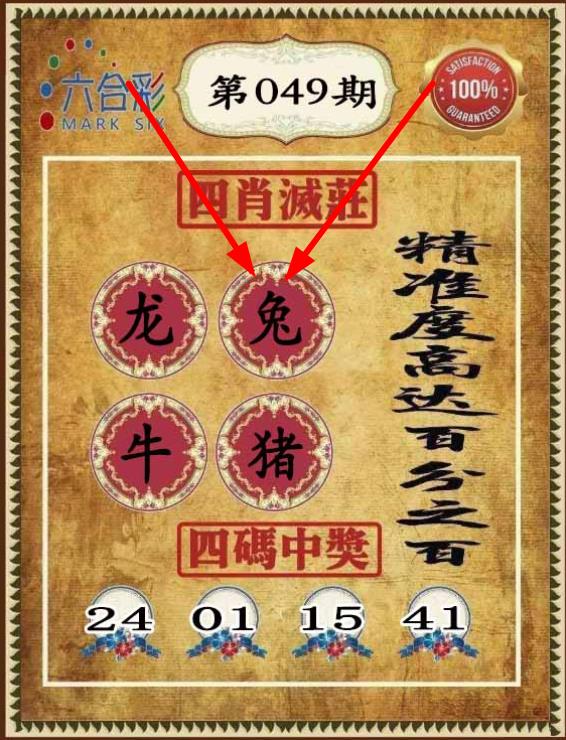 六合彩
MARK SIX
第049期
SATISFACTION
100%
GUARANTEED
四肖滅莊
龙
兔
牛
猪
精准度高达百分之百
四碼中獎
24
01
15
41